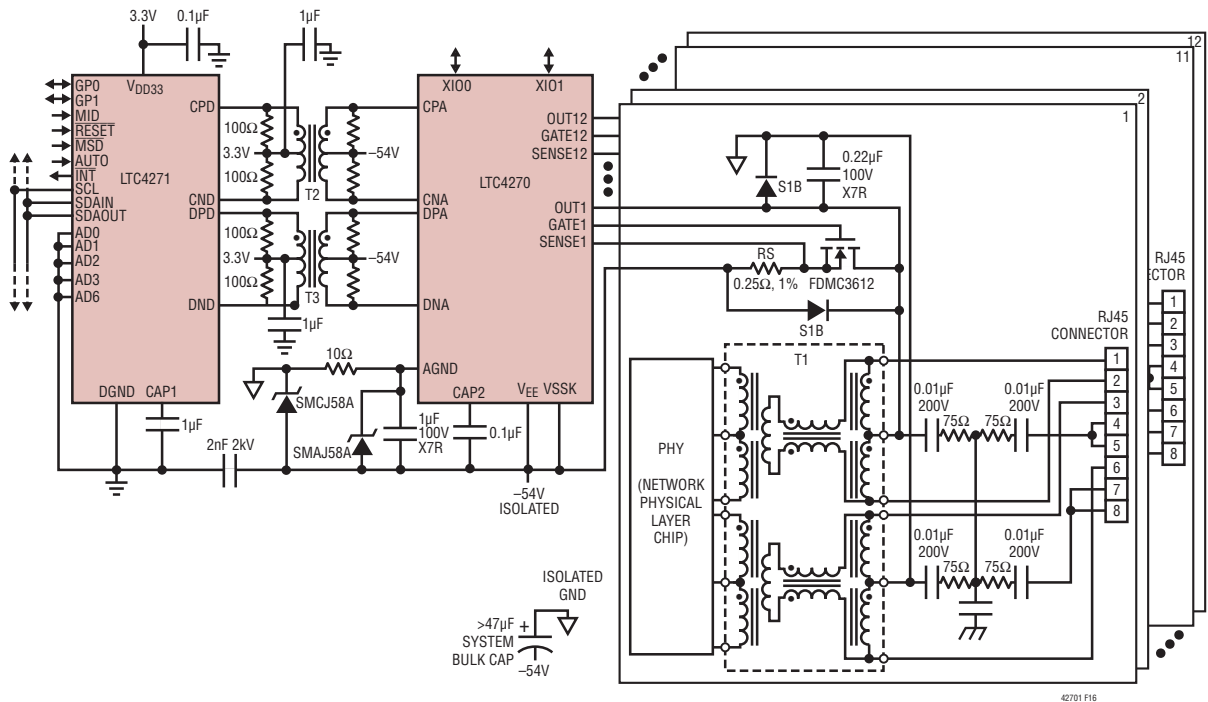 3.3V
0.1µF
1µF
12
11
2
1
VDD33
GP0
GP1
MID
RESET
MSD
AUTO
INT
SCL
SDAIN
SDAOUT
AD0
AD1
AD2
AD3
AD6
LTC4271
CPD
CND
DPD
DND
DGND
CAP1
1µF
100Ω
3.3V
100Ω
T2
–54V
100Ω
3.3V
100Ω
T3
–54V
1µF
XIO0
XIO1
CPA
LTC4270
CNA
DPA
DNA
AGND
CAP2
VEE
VSSK
OUT12
GATE12
SENSE12
OUT1
GATE1
SENSE1
10Ω
SMCJ58A
SMAJ58A
1µF
100V
X7R
0.1µF
2nF 2kV
–54V
ISOLATED
ISOLATED
GND
>47µF
SYSTEM
BULK CAP
+
–54V
S1B
0.22µF
100V
X7R
RS
0.25Ω, 1%
FDMC3612
S1B
T1
PHY
(NETWORK
PHYSICAL
LAYER
CHIP)
0.01µF
200V
75Ω
75Ω
0.01µF
200V
0.01µF
200V
75Ω
75Ω
0.01µF
200V
RJ45
CONNECTOR
1
2
3
4
5
6
7
8
RJ45
CTOR
1
2
3
4
5
6
7
8
42701 F16